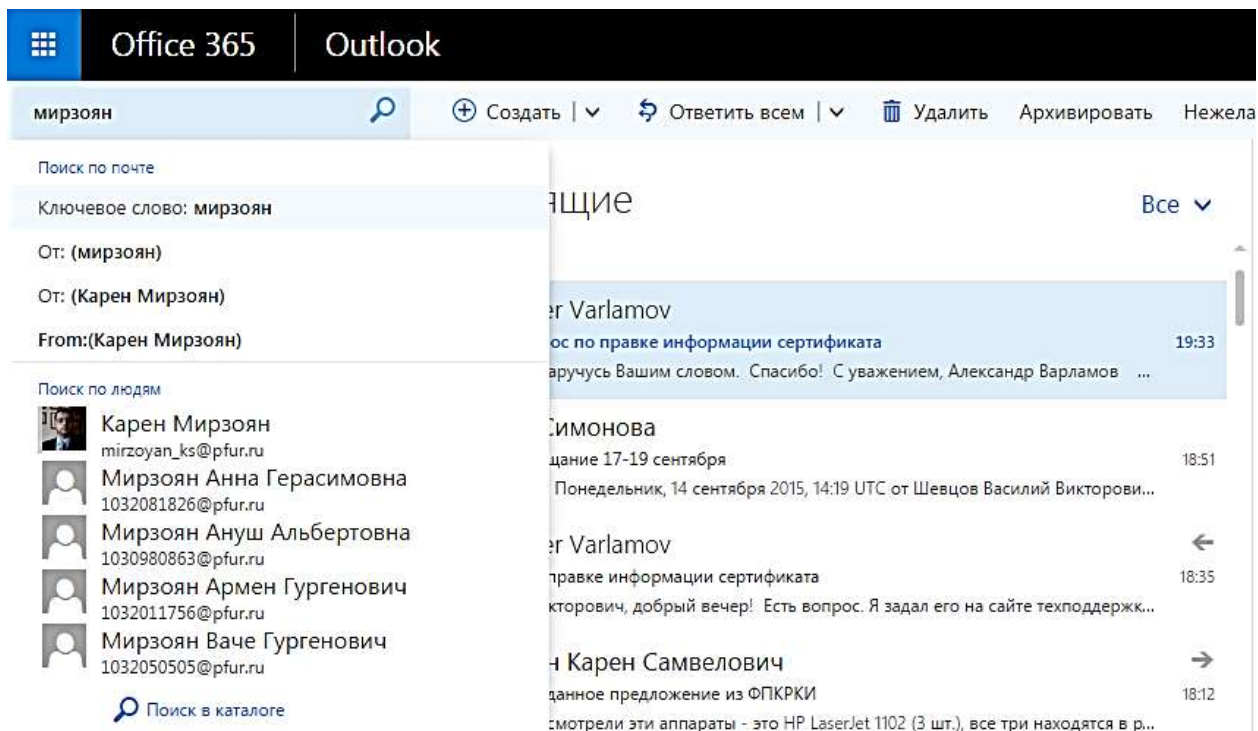 Office 365 Outlook
мирзоян Создать Ответить всем Удалить Архивировать Нежела
Поиск по почте
Ключевое слово: мирзоян
От: (мирзоян)
От: (Карен Мирзоян)
From:(Карен Мирзоян)
Поиск по людям
Карен Мирзоян
mirzoyan_ks@pfur.ru
Мирзоян Анна Герасимовна
1032081826@pfur.ru
Мирзоян Ануш Альбертовна
1030980863@pfur.ru
Мирзоян Армен Гургенович
1032011756@pfur.ru
Мирзоян Ваче Гургенович
1032050505@pfur.ru
Поиск в каталоге
ящие Все
er Varlamov
ос по правке информации сертификата 19:33
аручусь Вашим словом. Спасибо! С уважением, Александр Варламов ...
Симонова
щание 17-19 сентября 18:51
Понедельник, 14 сентября 2015, 14:19 UTC от Шевцов Василий Викторови...
er Varlamov
правке информации сертификата 18:35
кторович, добрый вечер! Есть вопрос. Я задал его на сайте техподдержк...
н Карен Самвелович
данное предложение из ФПКРКИ 18:12
смотрели эти аппараты - это HP LaserJet 1102 (3 шт.), все три находятся в р...